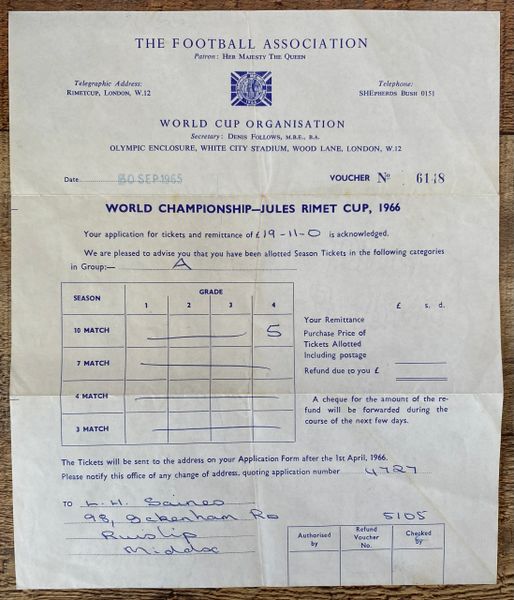 THE FOOTBALL ASSOCIATION
Patron: HER MAJESTY THE QUEEN
Telegraphic Address:
RIMETCUP, LONDON, W.12
Telephone:
SHEPHERDS BUSH 0151
WORLD CUP ORGANISATION
Secretary: DENIS FOLLOWS, M.B.E., B.A.
OLYMPIC ENCLOSURE, WHITE CITY STADIUM, WOOD LANE, LONDON, W.12
Date 30 SEP 1965
VOUCHER No 6148
WORLD CHAMPIONSHIP—JULES RIMET CUP, 1966
Your application for tickets and remittance of £19-11-0 is acknowledged.
We are pleased to advise you that you have been allotted Season Tickets in the following categories
in Group:— A
SEASON GRADE
1 2 3 4
10 MATCH 5
7 MATCH
4 MATCH
3 MATCH
£ s. d.
Your Remittance
Purchase Price of
Tickets Allotted
Including postage
Refund due to you £
A cheque for the amount of the re-
fund will be forwarded during the
course of the next few days.
The Tickets will be sent to the address on your Application Form after the 1st April, 1966.
Please notify this office of any change of address, quoting application number 4727
TO L.H. Saines
98, Ickenham Rd
Ruislip
Middx
5105
Authorised by
Refund Voucher No.
Checked by